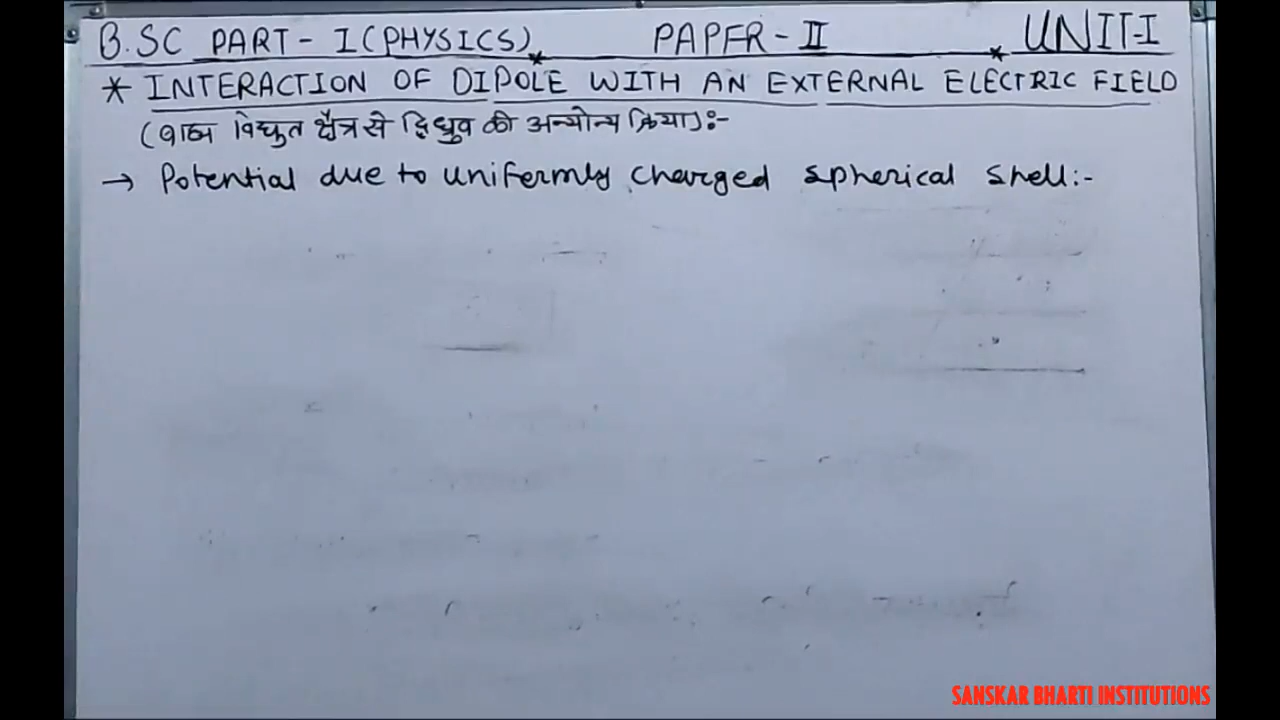 B.SC PART-I (PHYSICS) PAPER-II UNIT-I
* INTERACTION OF DIPOLE WITH AN EXTERNAL ELECTRIC FIELD
(बाह्य विद्युत क्षैत्र से द्विध्रुव की अन्योन्य क्रिया):-
→ Potential due to uniformly charged spherical shell:-
SANSKAR BHARTI INSTITUTIONS